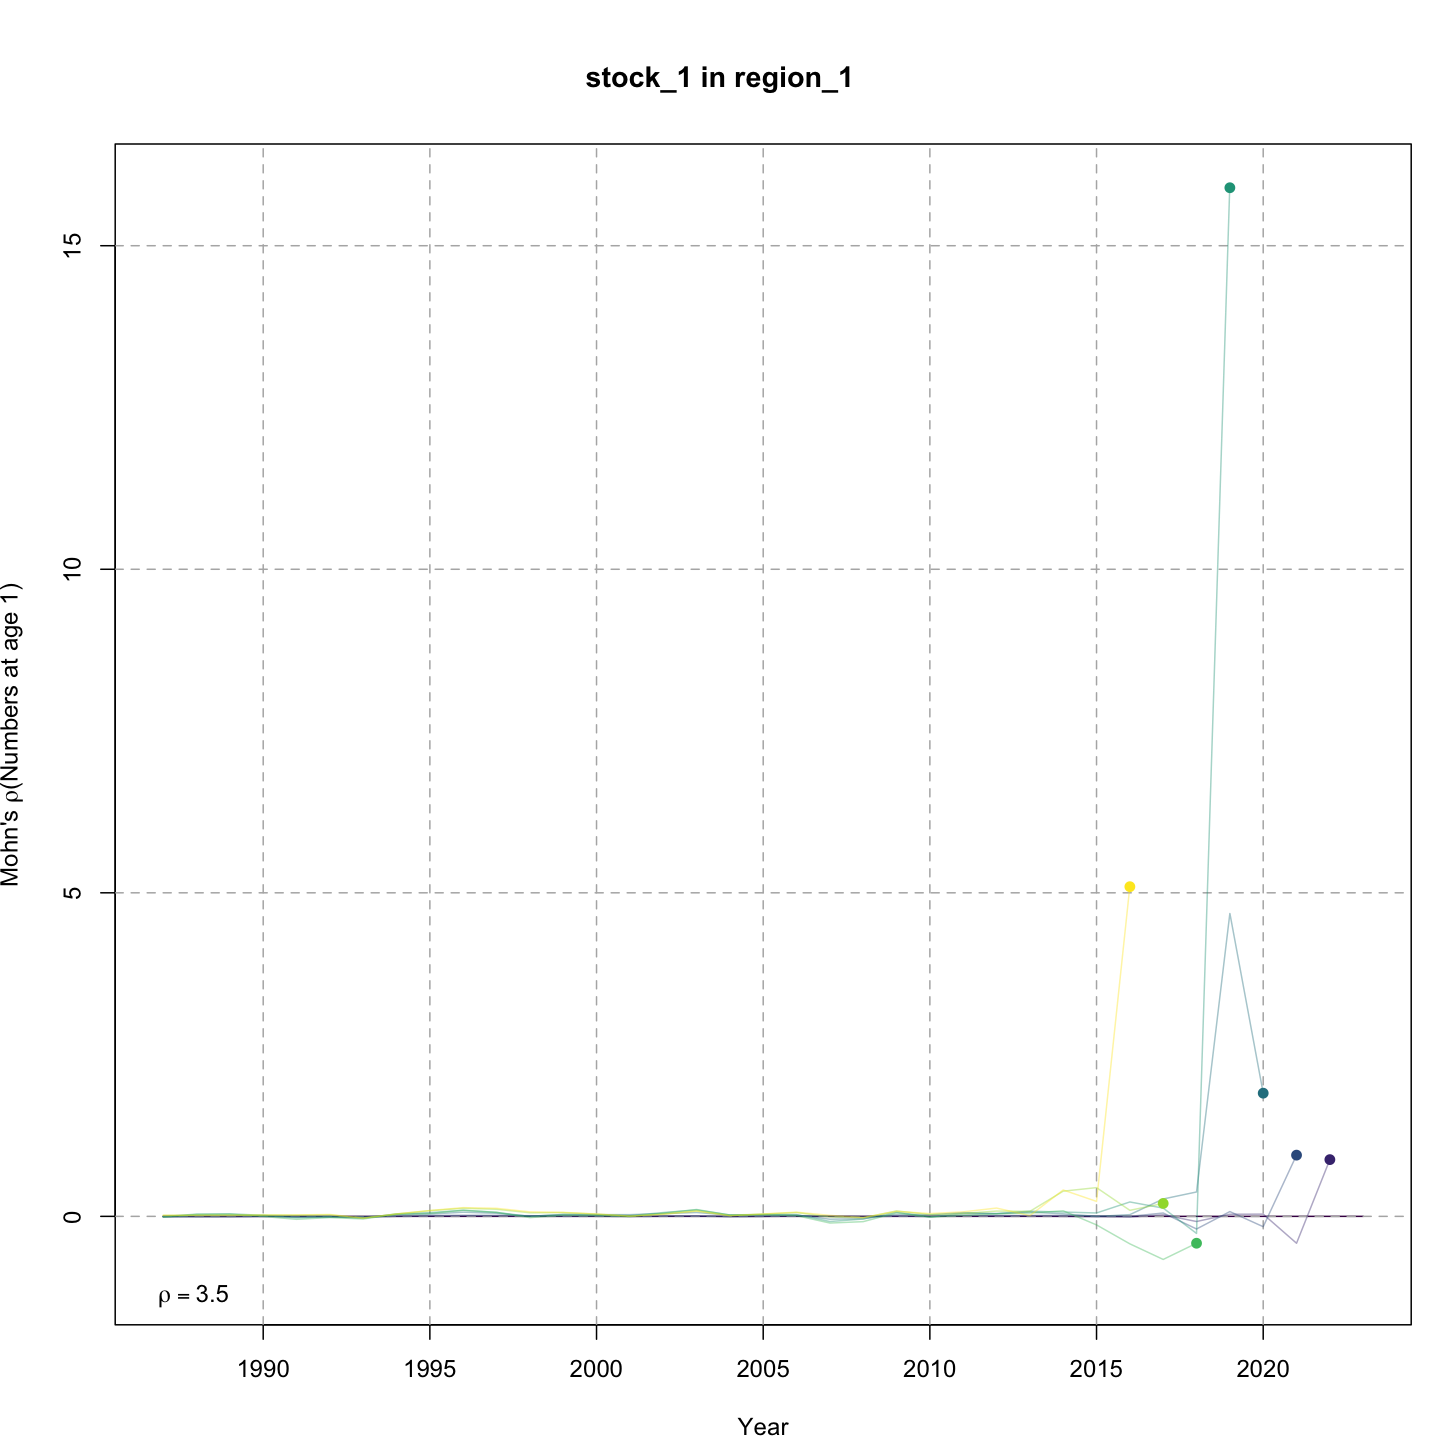 stock_1 in region_1
Mohn's ρ(Numbers at age 1)
15
10
5
0
ρ = 3.5
1990 1995 2000 2005 2010 2015 2020
Year